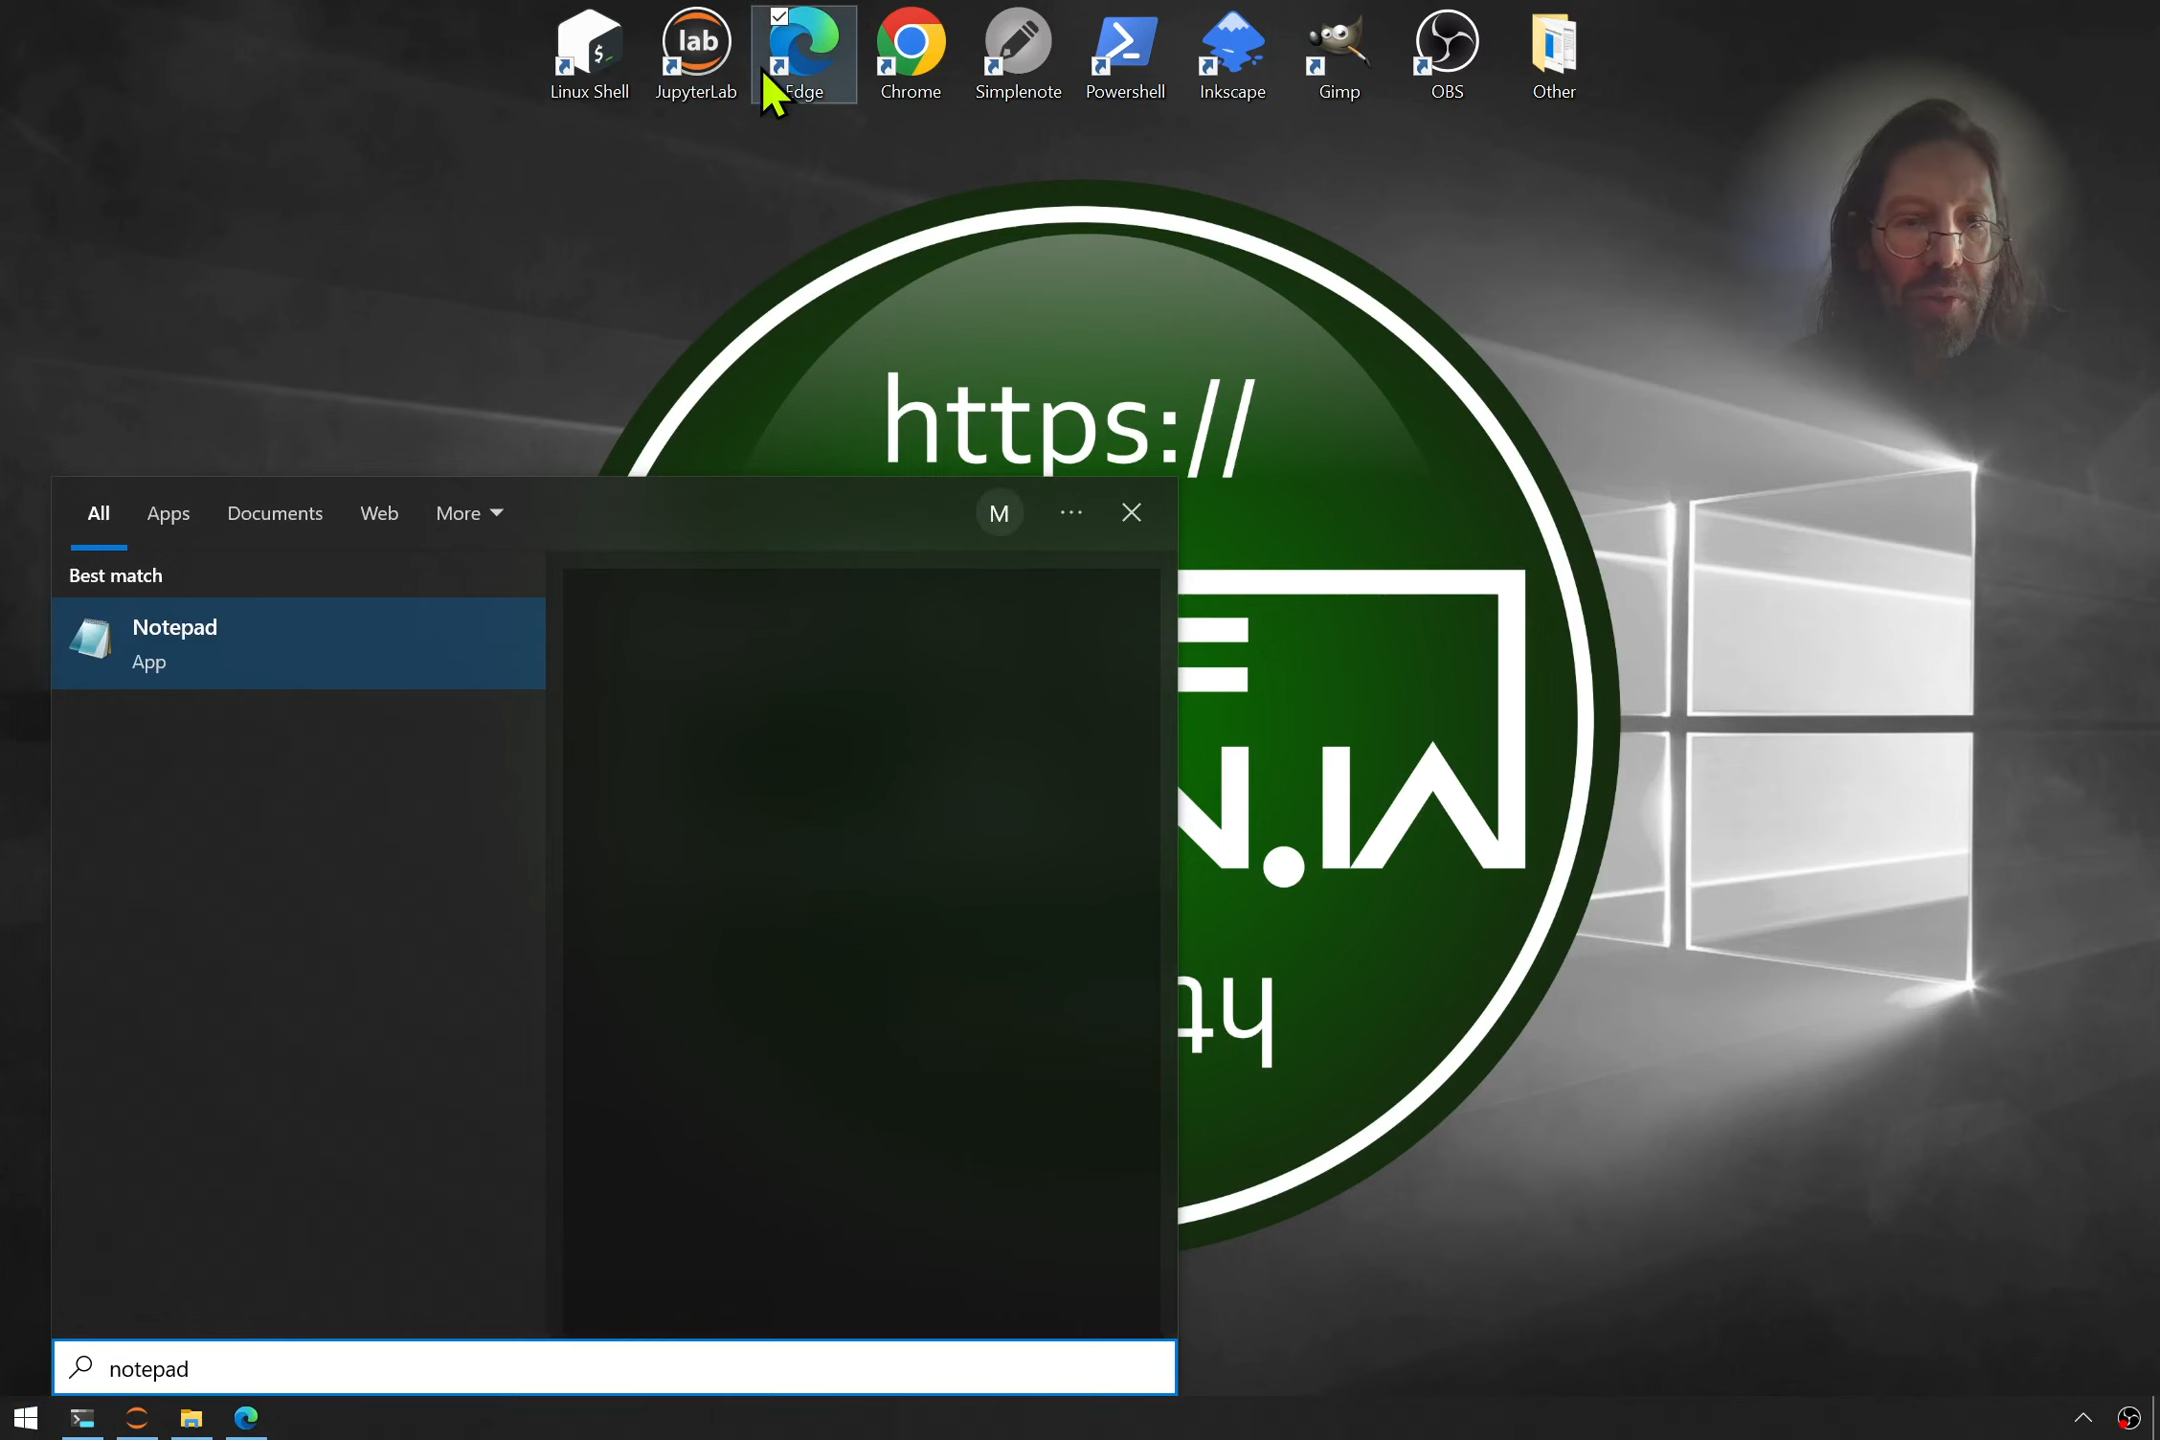 Linux Shell
JupyterLab
Edge
Chrome
Simplenote
Powershell
Inkscape
Gimp
OBS
Other
lab
https://
All
Apps
Documents
Web
More
M
Best match
Notepad
App
notepad